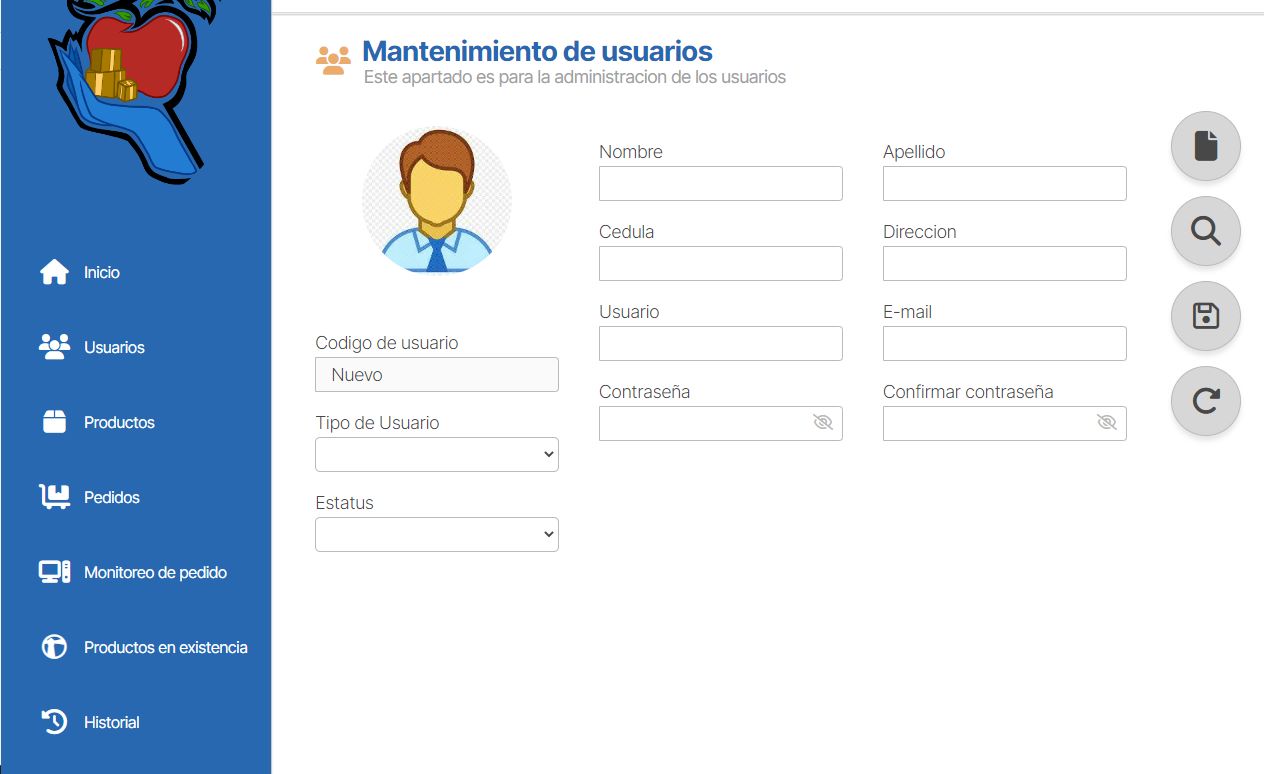 Inicio
Usuarios
Productos
Pedidos
Monitoreo de pedido
Productos en existencia
Historial
Mantenimiento de usuarios
Este apartado es para la administracion de los usuarios
Codigo de usuario
Nuevo
Tipo de Usuario
Estatus
Nombre
Apellido
Cedula
Direccion
Usuario
E-mail
Contraseña
Confirmar contraseña